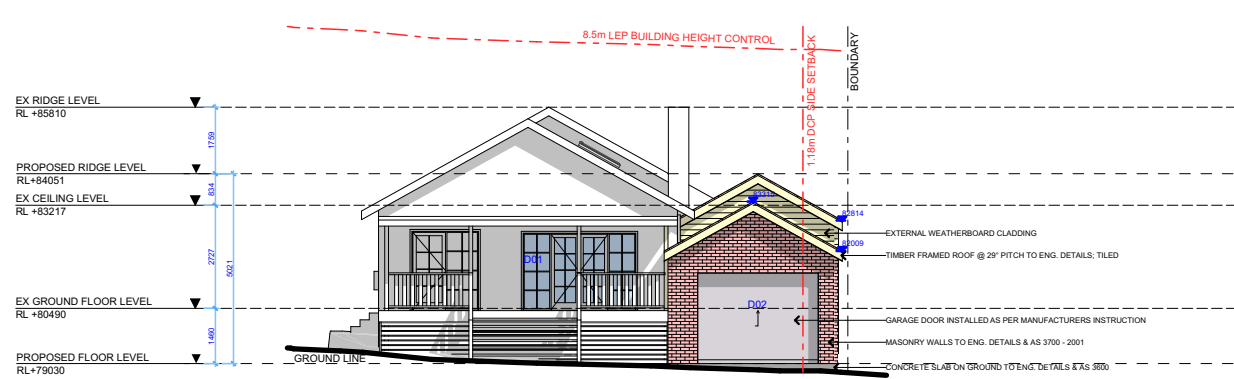 8.5m LEP BUILDING HEIGHT CONTROL
1.18m DCP SIDE SETBACK
BOUNDARY
EX RIDGE LEVEL
RL +85810
1759
PROPOSED RIDGE LEVEL
RL+84051
834
EX CEILING LEVEL
RL +83217
82814
EXTERNAL WEATHERBOARD CLADDING
82009
TIMBER FRAMED ROOF @ 29° PITCH TO ENG. DETAILS; TILED
2727
5021
D01
EX GROUND FLOOR LEVEL
RL +80490
D02
GARAGE DOOR INSTALLED AS PER MANUFACTURERS INSTRUCTION
1460
MASONRY WALLS TO ENG. DETAILS & AS 3700 - 2001
PROPOSED FLOOR LEVEL
RL+79030
GROUND LINE
CONCRETE SLAB ON GROUND TO ENG. DETAILS & AS 3600